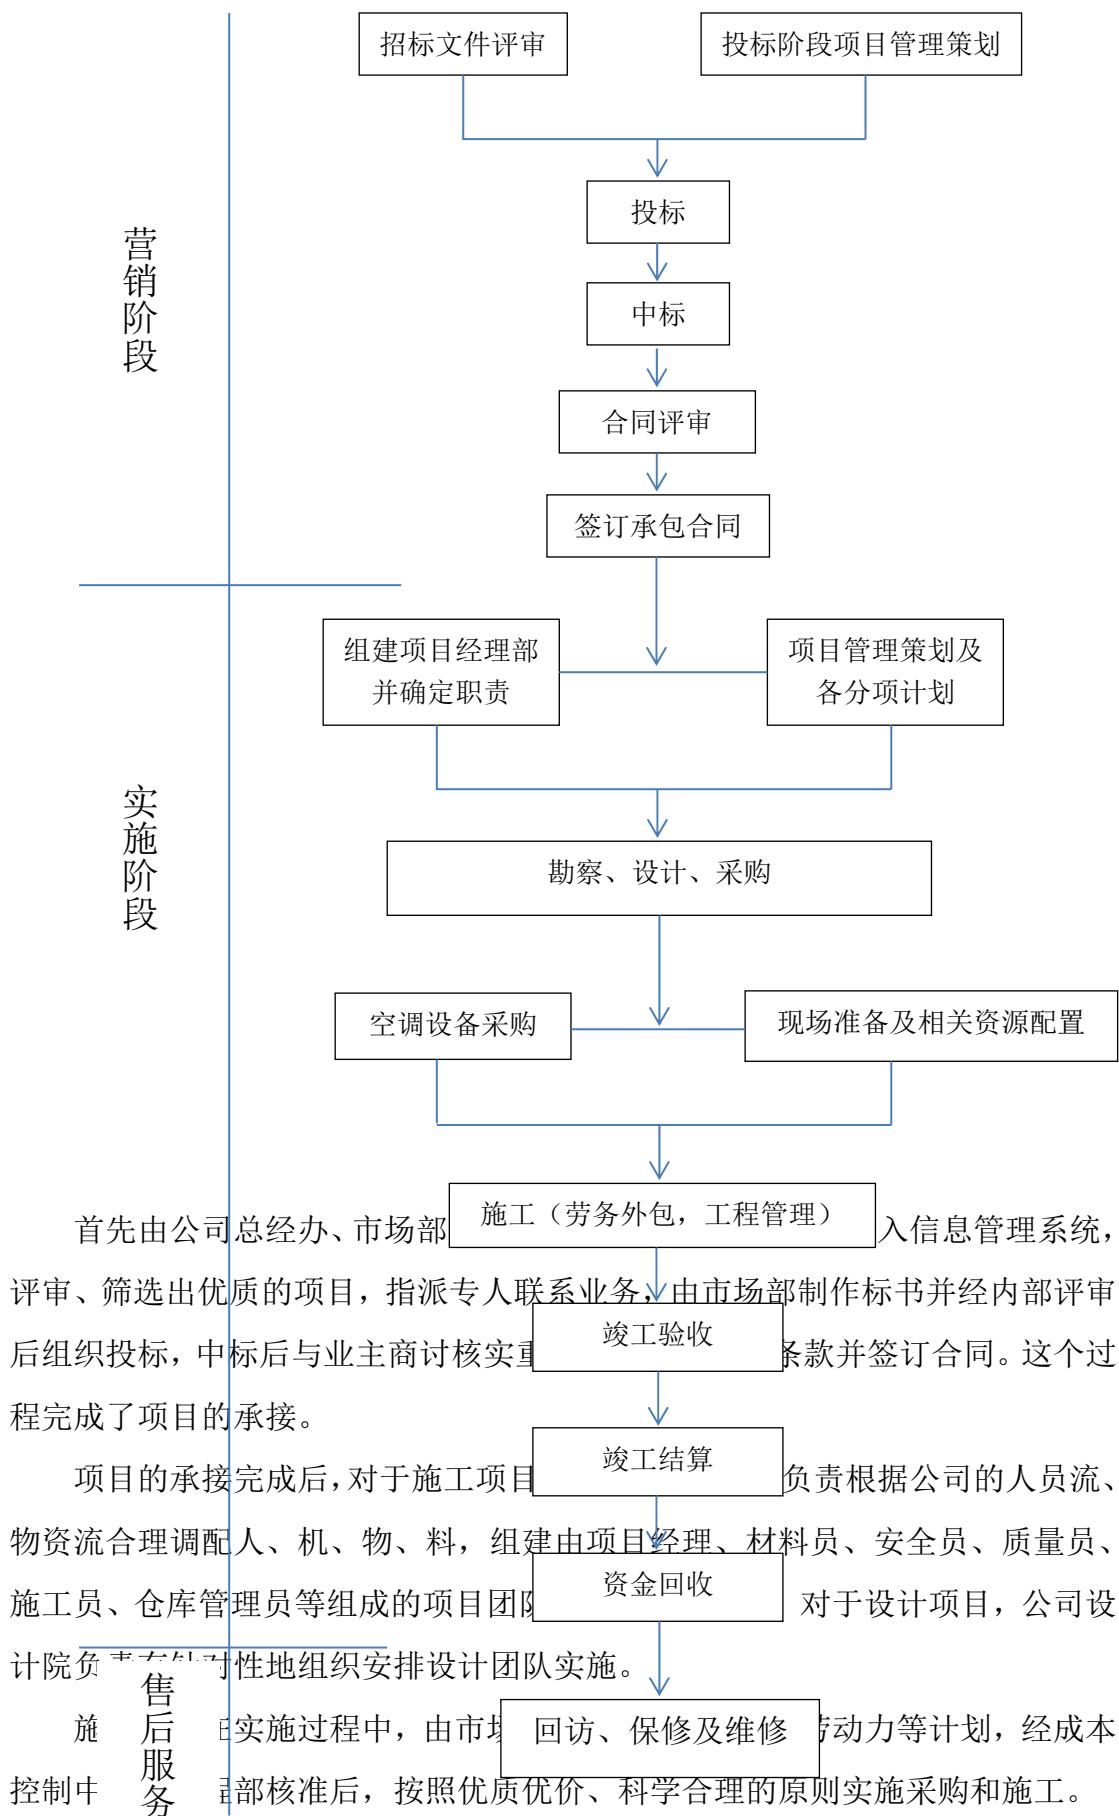 招标文件评审
投标阶段项目管理策划
投标
中标
合同评审
签订承包合同
营销阶段
组建项目经理部
并确定职责
项目管理策划及
各分项计划
勘察、设计、采购
空调设备采购
现场准备及相关资源配置
实施阶段
施工（劳务外包，工程管理）
竣工验收
竣工结算
资金回收
回访、保修及维修
售后服务
首先由公司总经办、市场部 入信息管理系统，
评审、筛选出优质的项目，指派专人联系业务，由市场部制作标书并经内部评审
后组织投标，中标后与业主商讨核实 条款并签订合同。这个过
程完成了项目的承接。
项目的承接完成后，对于施工项目 负责根据公司的人员流、
物资流合理调配人、机、物、料，组建由项目经理、材料员、安全员、质量员、
施工员、仓库管理员等组成的项目团队 对于设计项目，公司设
计院负 性地组织安排设计团队实施。
施 实施过程中，由市场 劳动力等计划，经成本
控制中 部核准后，按照优质优价、科学合理的原则实施采购和施工。